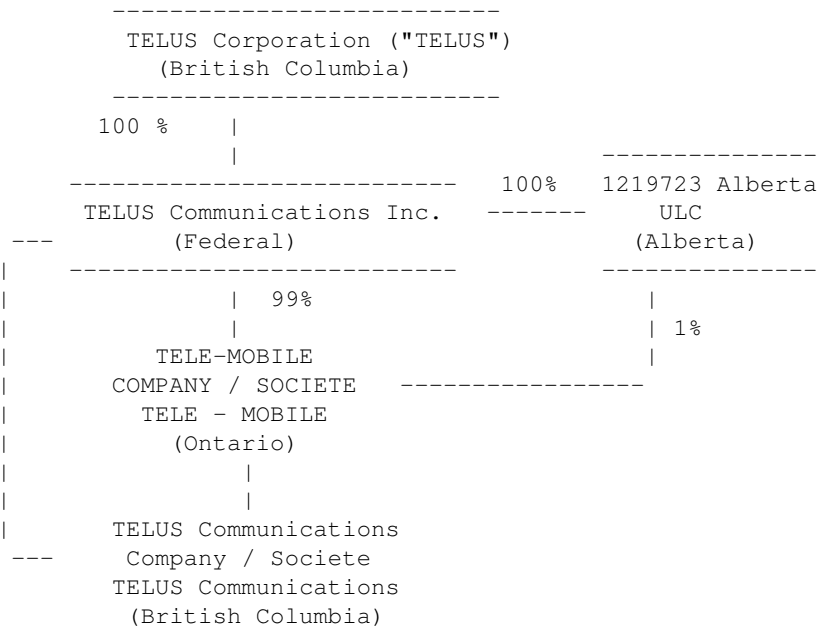 TELUS Corporation ("TELUS")
(British Columbia)
100 %
100% 1219723 Alberta
TELUS Communications Inc. ULC
(Federal) (Alberta)
99%
1%
TELE-MOBILE
COMPANY / SOCIETE
TELE - MOBILE
(Ontario)
TELUS Communications
Company / Societe
TELUS Communications
(British Columbia)